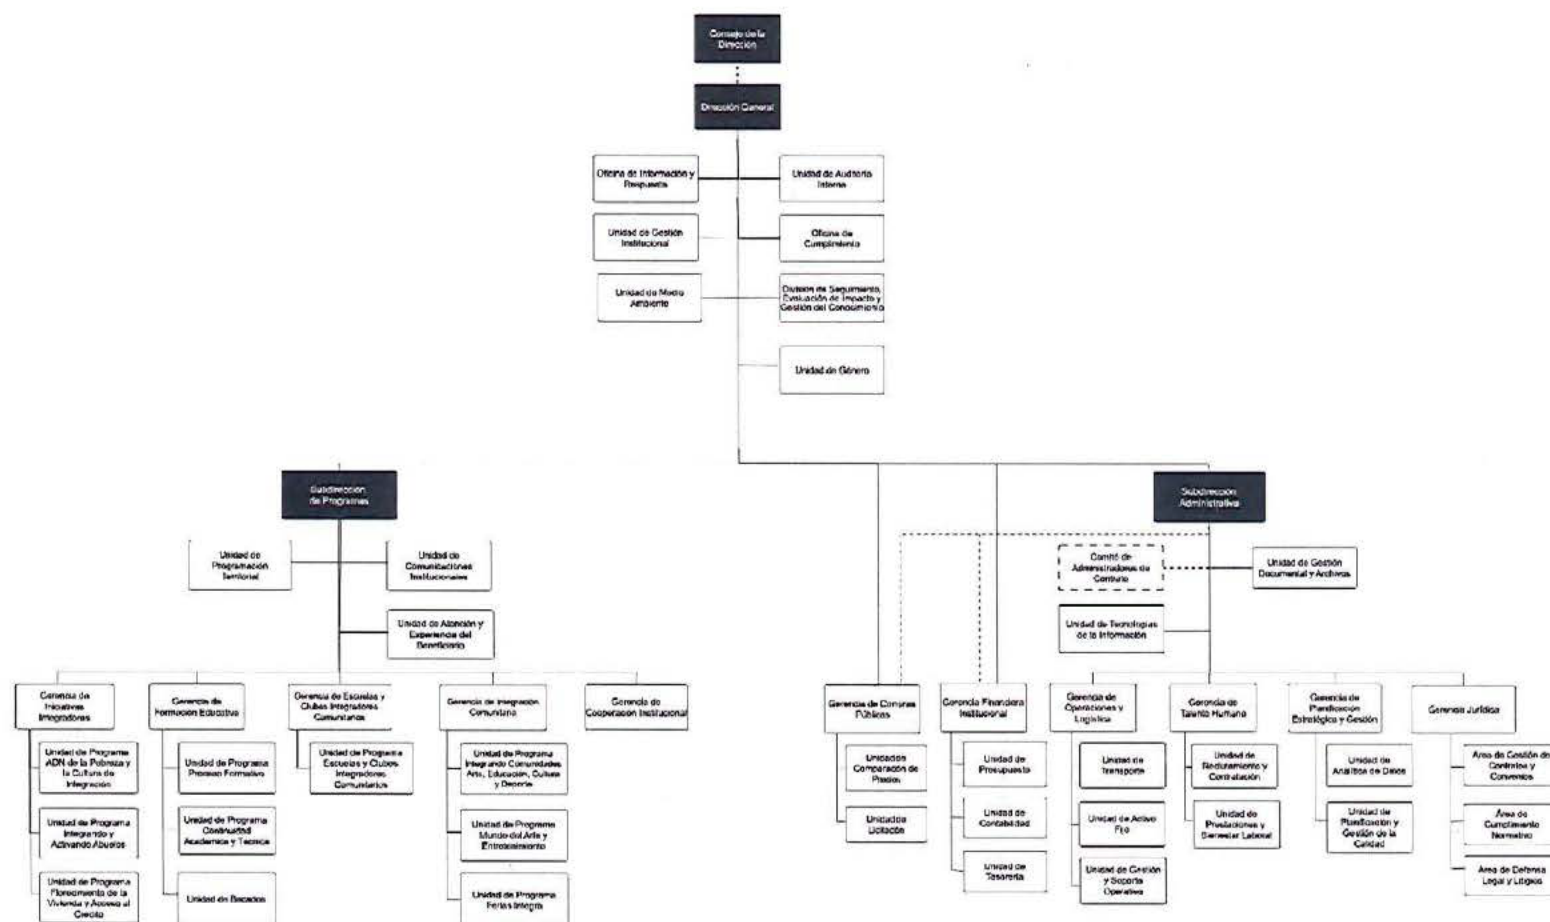 Consejo de la
Dirección
Dirección General
Oficina de Información y
Respuesta
Unidad de Auditoría
Interna
Unidad de Gestión
Institucional
Oficina de
Cumplimiento
Unidad de Medio
Ambiente
División de Seguimiento,
Evaluación de Impacto y
Gestión del Conocimiento
Unidad de Género
Subdirección
de Programas
Subdirección
Administrativa
Unidad de
Programación
Territorial
Unidad de
Comunicaciones
Institucionales
Comité de
Administradores de
Contrato
Unidad de Gestión
Documental y Archivos
Unidad de Atención y
Experiencia del
Beneficiario
Unidad de Tecnologías
de la Información
Gerencia de
Iniciativas
Integradoras
Gerencia de
Formación Educativa
Gerencia de Escuelas y
Clubes Integradores
Comunitarios
Gerencia de Integración
Comunitaria
Gerencia de
Cooperación Institucional
Gerencia de Compras
Públicas
Gerencia Financiera
Institucional
Gerencia de
Operaciones y
Logística
Gerencia de
Talento Humano
Gerencia de
Planificación
Estratégica y Gestión
Gerencia Jurídica
Unidad de Programa
ADN de la Pobreza y
la Cultura de
Integración
Unidad de Programa
Proceso Formativo
Unidad de Programa
Escuelas y Clubes
Integradores
Comunitarios
Unidad de Programa
Integrando Comunidades
Arte, Educación, Cultura
y Deporte
Unidad de Programa
Integrando y
Activando Abuelos
Unidad de Programa
Continuidad
Académica y Técnica
Unidad de Programa
Mundo del Arte y
Entretenimiento
Unidad de Programa
Florecimiento de la
Vivienda y Acceso al
Crédito
Unidad de Becados
Unidad de Programa
Ferias Integra
Unidad de
Comparación de
Precios
Unidad de
Licitación
Unidad de
Presupuesto
Unidad de
Contabilidad
Unidad de
Tesorería
Unidad de
Transporte
Unidad de Activo
Fijo
Unidad de Gestión
y Soporte
Operativo
Unidad de
Reclutamiento y
Contratación
Unidad de
Prestaciones y
Bienestar Laboral
Unidad de
Analítica de Datos
Unidad de
Planificación y
Gestión de la
Calidad
Área de Gestión de
Contratos y
Convenios
Área de
Cumplimiento
Normativo
Área de Defensa
Legal y Litigios